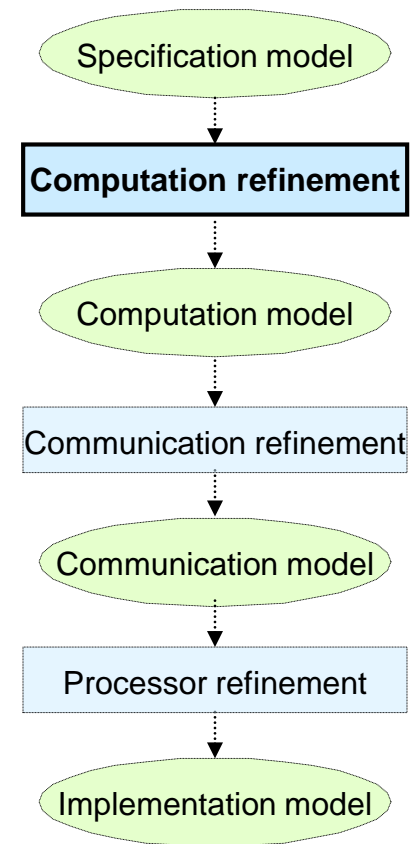 Specification model
Computation refinement
Computation model
Communication refinement
Communication model
Processor refinement
Implementation model